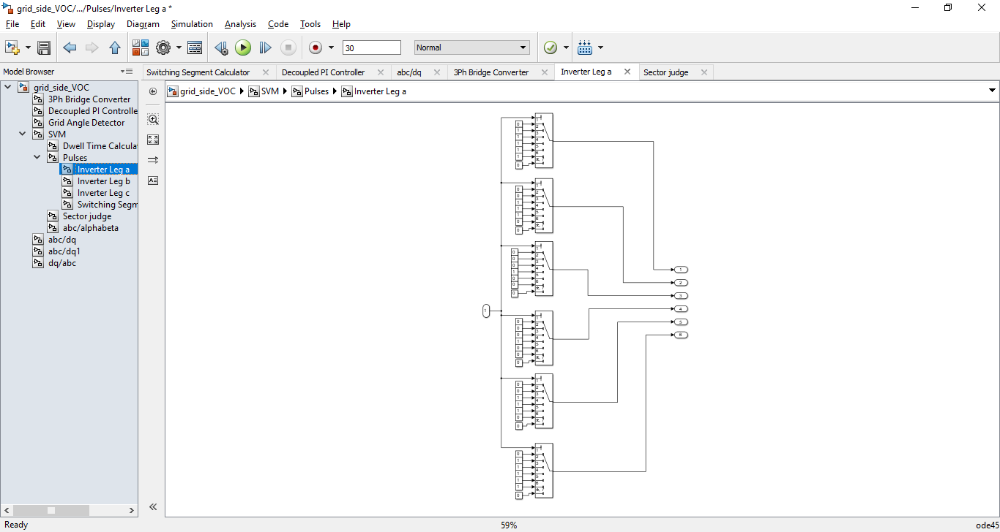 grid_side_VOC/.../Pulses/Inverter Leg a *
File Edit View Display Diagram Simulation Analysis Code Tools Help
30 Normal
Model Browser
Switching Segment Calculator Decoupled PI Controller abc/dq 3Ph Bridge Converter Inverter Leg a Sector judge
grid_side_VOC SVM Pulses Inverter Leg a
grid_side_VOC
3Ph Bridge Converter
Decoupled PI Controlle
Grid Angle Detector
SVM
Dwell Time Calcula
Pulses
Inverter Leg a
Inverter Leg b
Inverter Leg c
Switching Segm
Sector judge
abc/alphabeta
abc/dq
abc/dq1
dq/abc
1
1
2
3
4
5
6
Ready 59% ode45